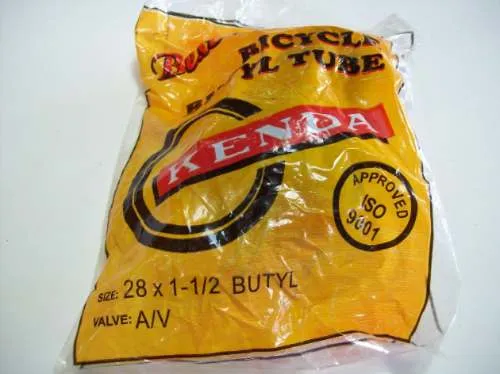 BICYCLE
TUBE
KENDA
APPROVED
ISO
9001
SIZE: 28 x 1-1/2 BUTYL
VALVE: A/V